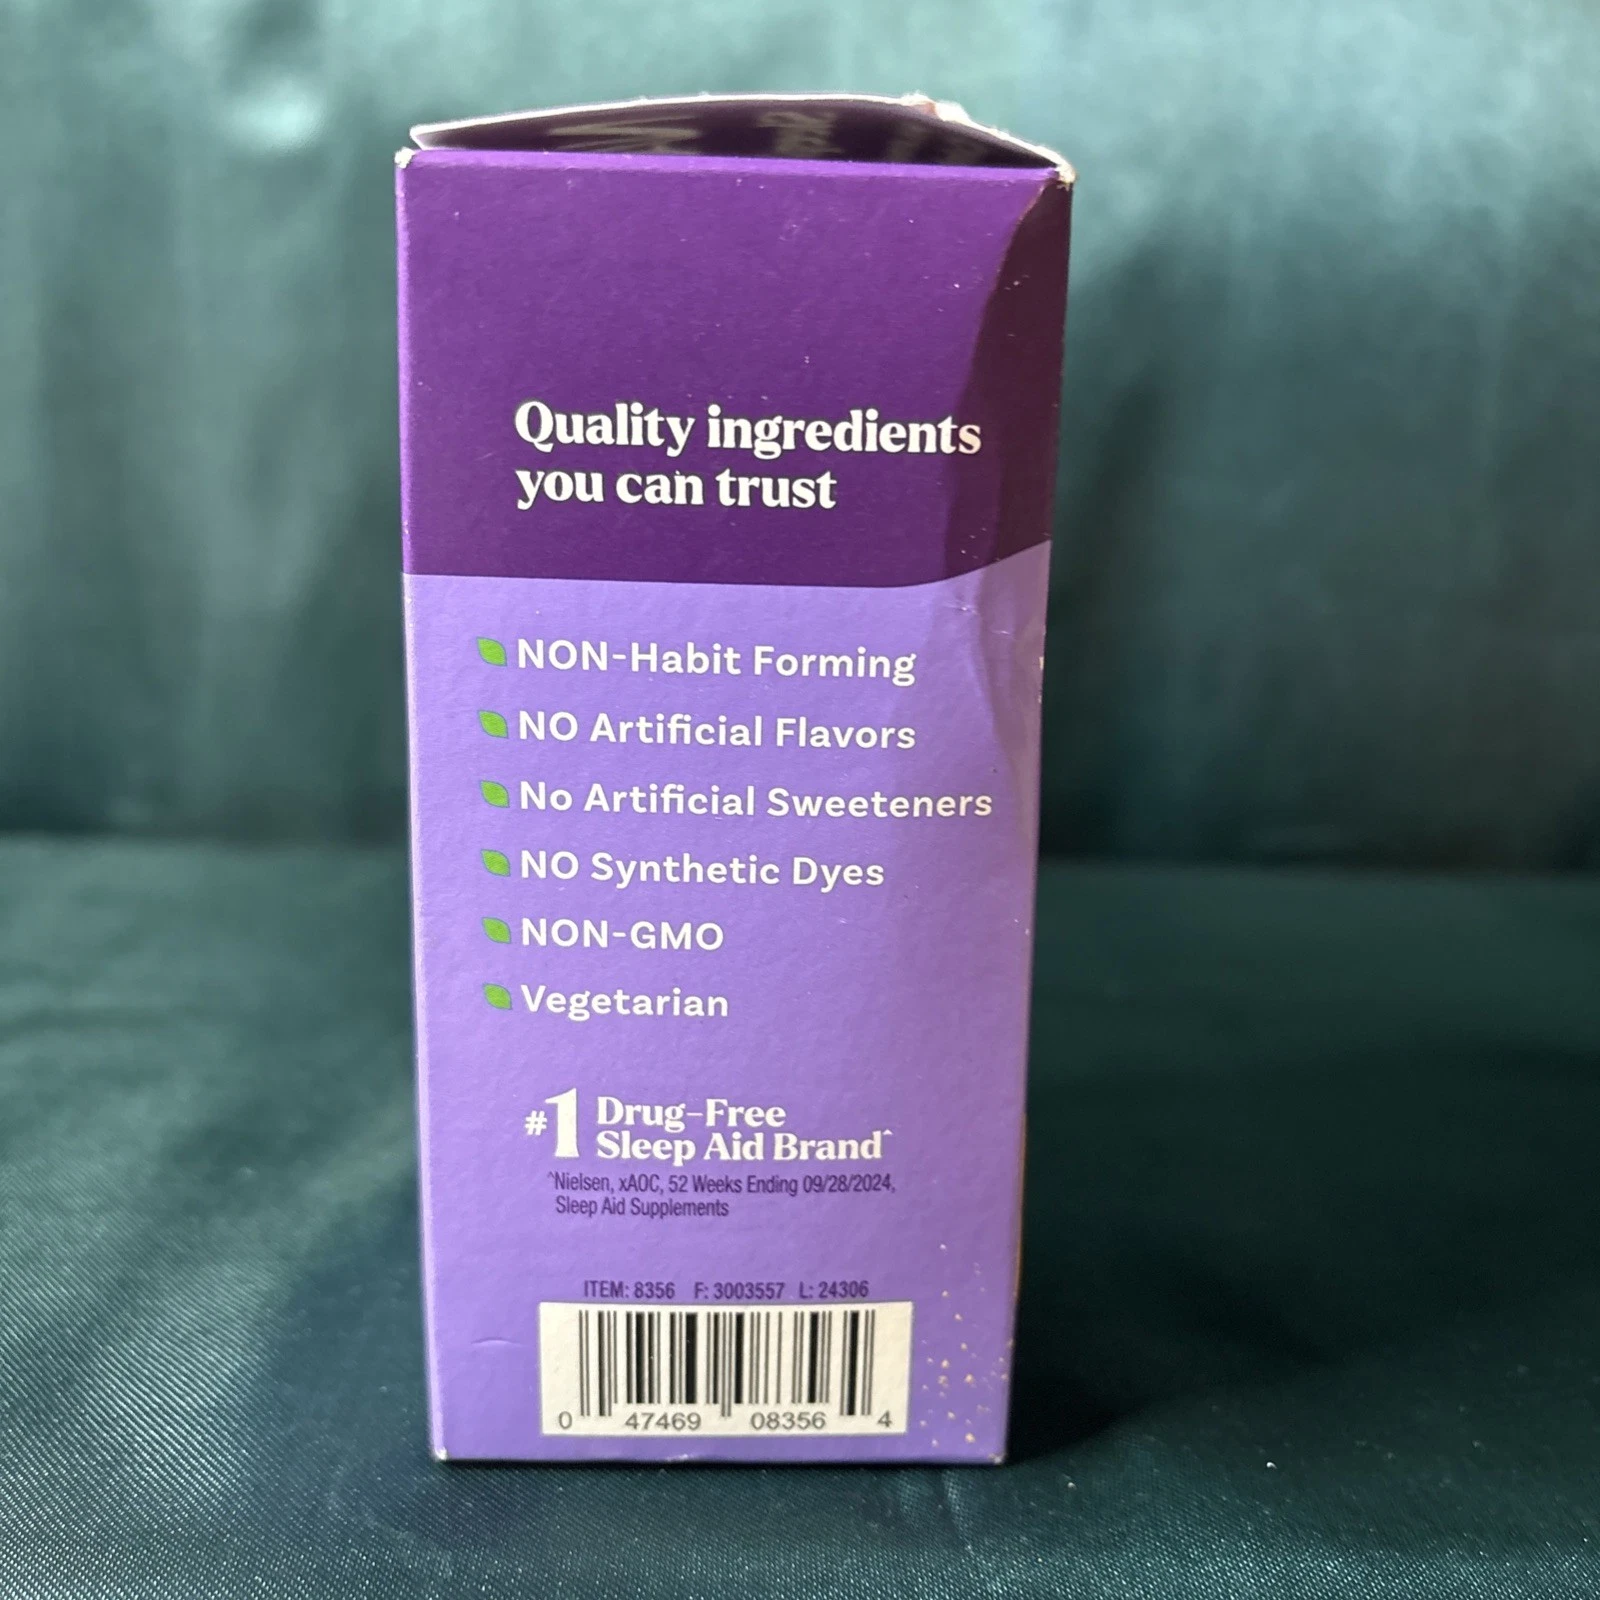 Quality ingredients
you can trust
NON-Habit Forming
NO Artificial Flavors
No Artificial Sweeteners
NO Synthetic Dyes
NON-GMO
Vegetarian
#1 Drug-Free
Sleep Aid Brand^
^Nielsen, xAOC, 52 Weeks Ending 09/28/2024,
Sleep Aid Supplements
ITEM: 8356 F: 3003557 L: 24306
0 47469 08356 4